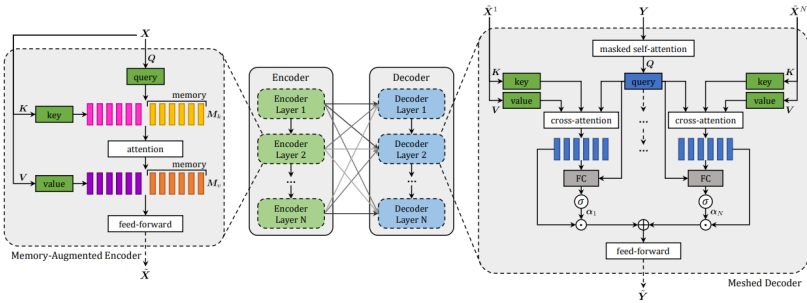 X
Q
query
K
key
memory
M_k
attention
memory
M_v
V
value
feed-forward
Memory-Augmented Encoder
X̃
Encoder
Encoder Layer 1
Encoder Layer 2
...
Encoder Layer N
Decoder
Decoder Layer 1
Decoder Layer 2
...
Decoder Layer N
X̃¹
Y
X̃ᴺ
masked self-attention
Q
K
key
query
key
K
V
value
value
V
cross-attention
...
cross-attention
...
FC
FC
σ
σ
α₁
α_N
feed-forward
Ỹ
Meshed Decoder